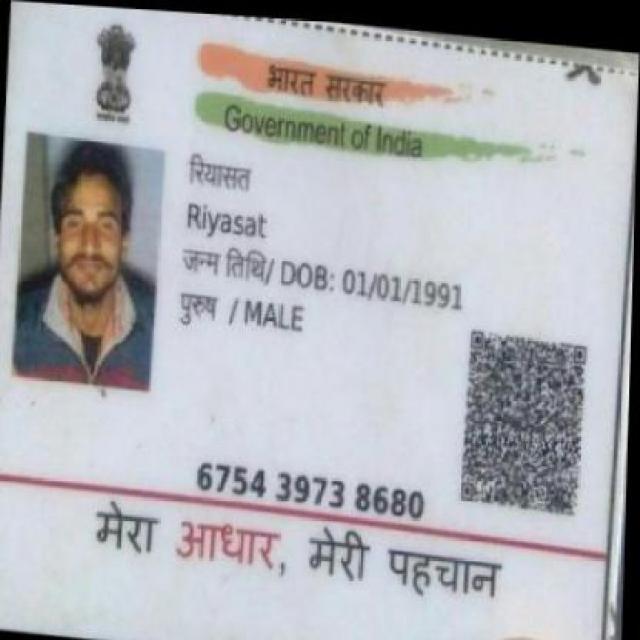 भारत सरकार
Government of India
रियासत
Riyasat
जन्म तिथि/ DOB: 01/01/1991
पुरुष / MALE
6754 3973 8680
मेरा आधार, मेरी पहचान